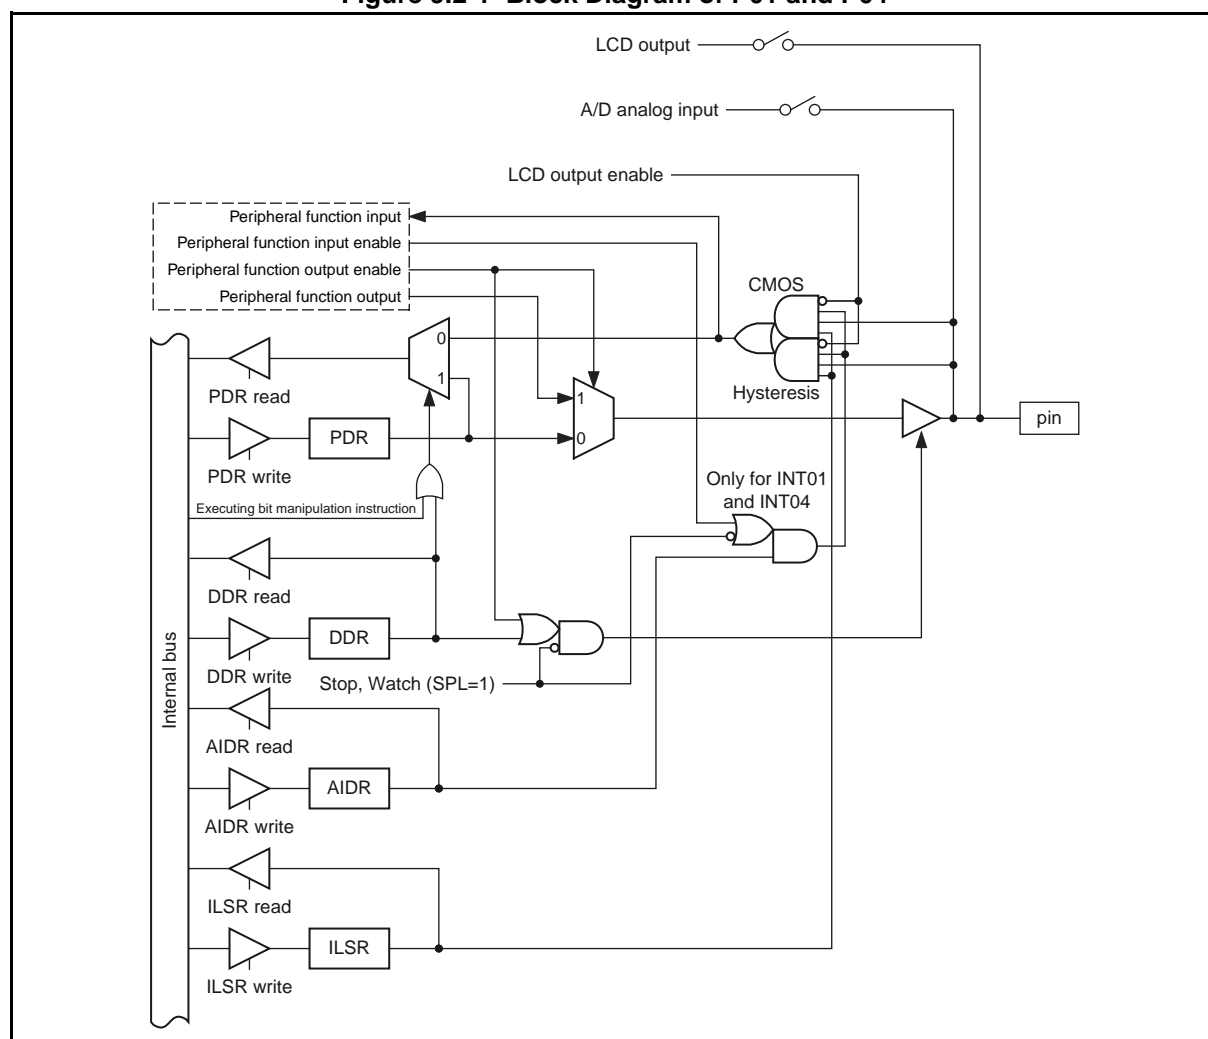 LCD output
A/D analog input
LCD output enable
Peripheral function input
Peripheral function input enable
Peripheral function output enable
Peripheral function output
CMOS
0
1
PDR read
Hysteresis
1
pin
PDR
0
PDR write
Only for INT01
and INT04
Executing bit manipulation instruction
DDR read
DDR
DDR write
Internal bus
Stop, Watch (SPL=1)
AIDR read
AIDR
AIDR write
ILSR read
ILSR
ILSR write